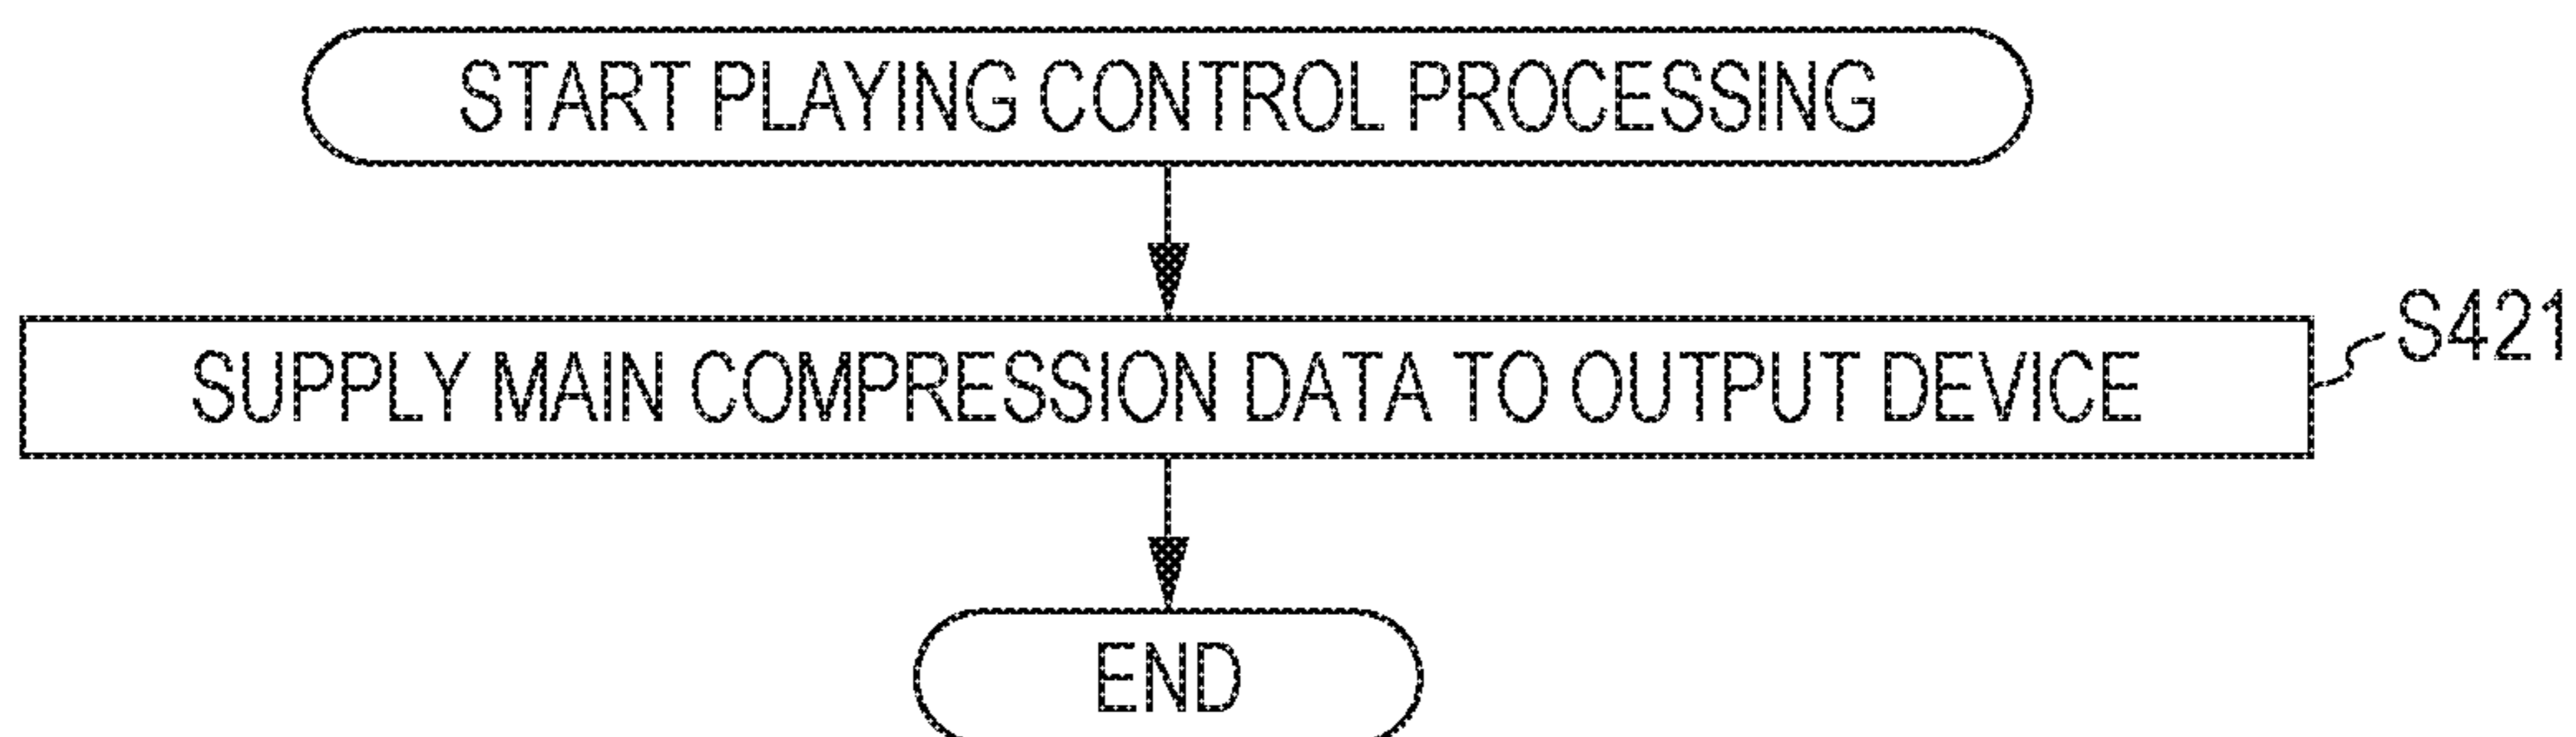 START PLAYING CONTROL PROCESSING
SUPPLY MAIN COMPRESSION DATA TO OUTPUT DEVICE
S421
END